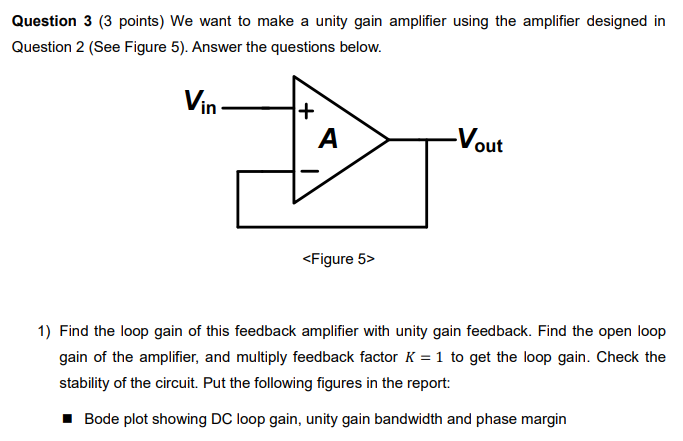 Question 3 (3 points) We want to make a unity gain amplifier using the amplifier designed in
Question 2 (See Figure 5). Answer the questions below.
Vin
+
A
−
Vout
<Figure 5>
1) Find the loop gain of this feedback amplifier with unity gain feedback. Find the open loop
gain of the amplifier, and multiply feedback factor K = 1 to get the loop gain. Check the
stability of the circuit. Put the following figures in the report:
■ Bode plot showing DC loop gain, unity gain bandwidth and phase margin